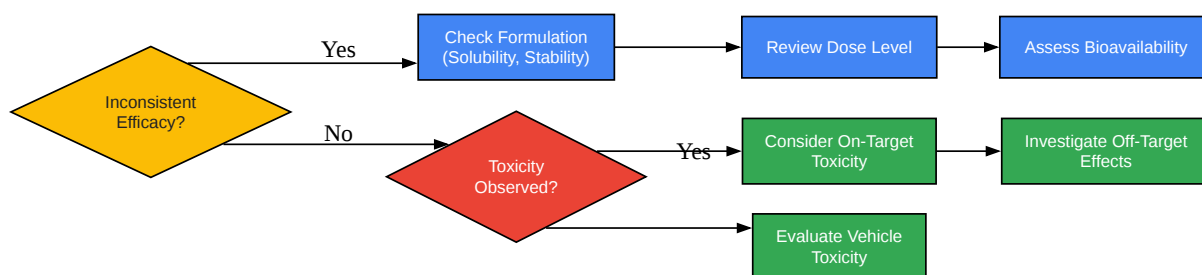 Yes
Check Formulation
(Solubility, Stability)
Review Dose Level
Assess Bioavailability
Inconsistent
Efficacy?
No
Toxicity
Observed?
Yes
Consider On-Target
Toxicity
Investigate Off-Target
Effects
Evaluate Vehicle
Toxicity